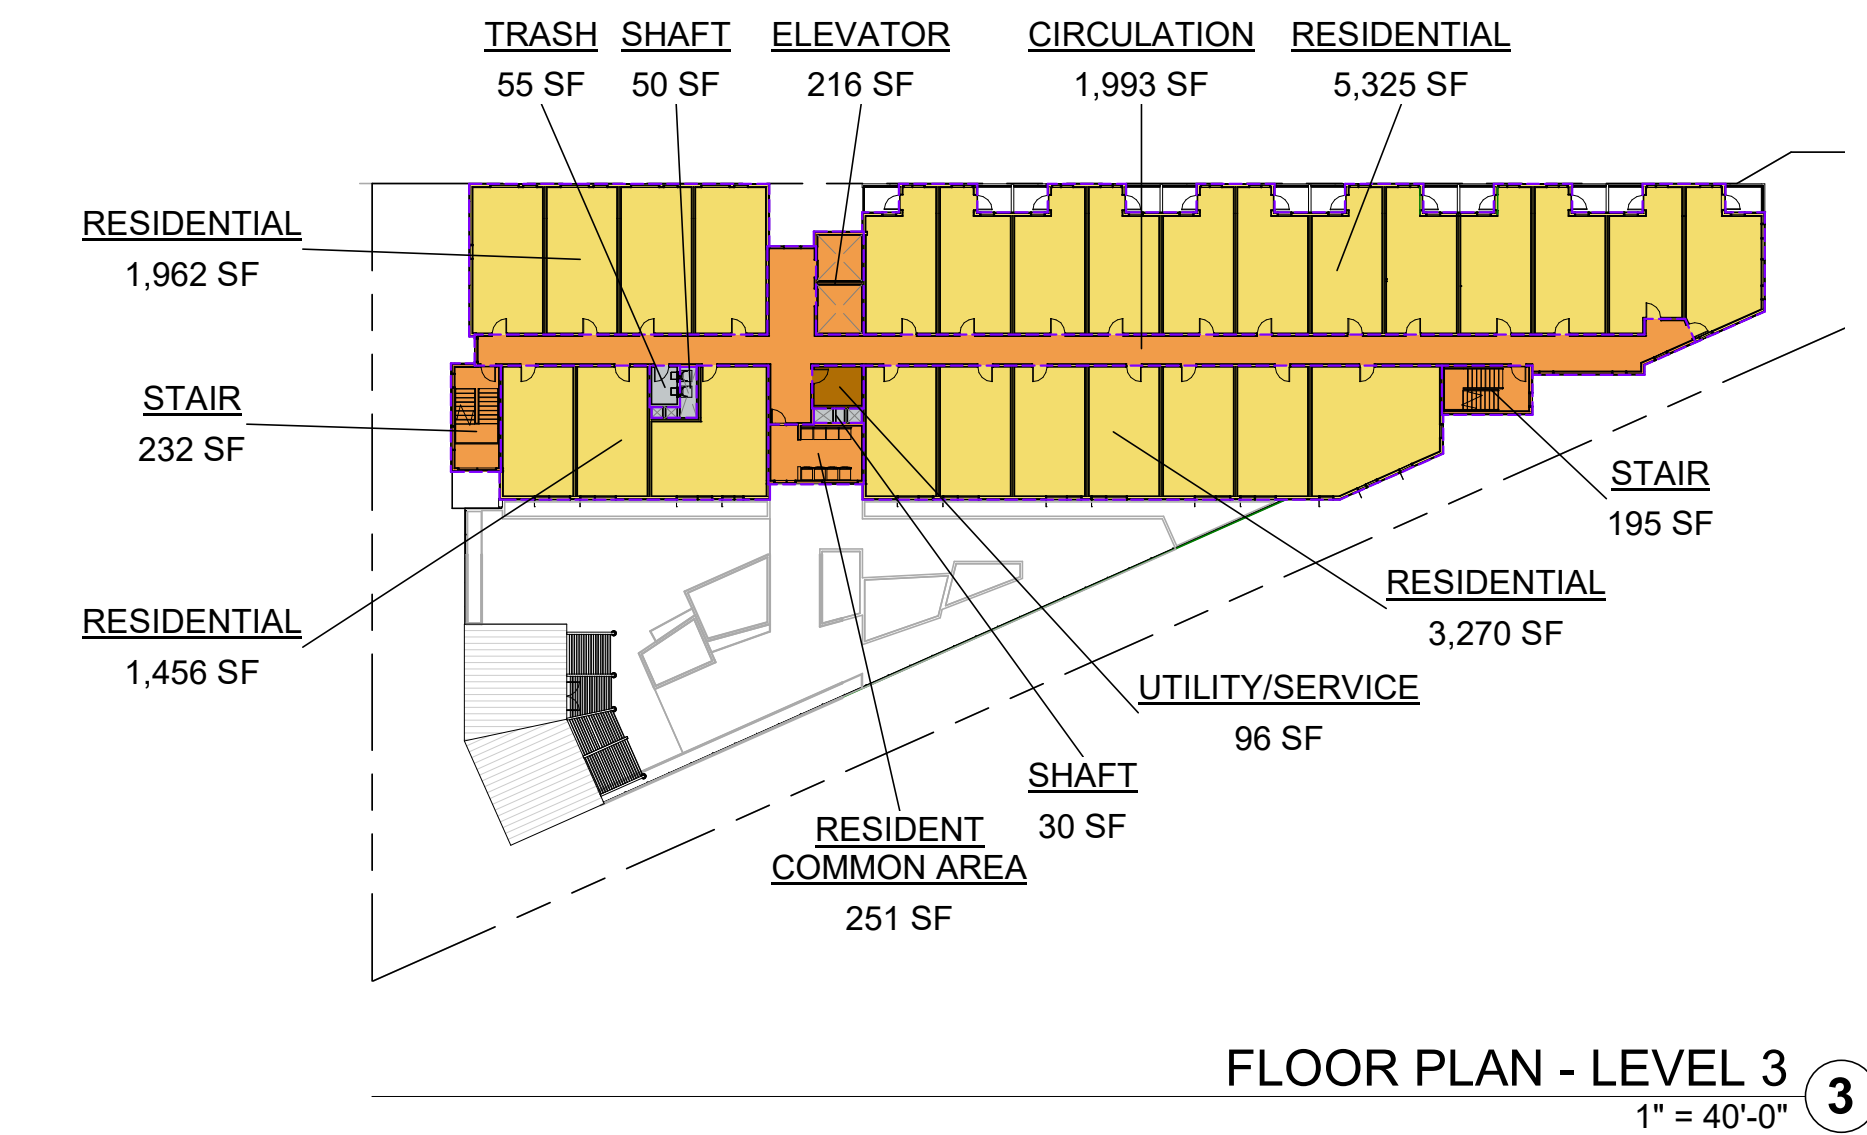 TRASH
55 SF
SHAFT
50 SF
ELEVATOR
216 SF
CIRCULATION
1,993 SF
RESIDENTIAL
5,325 SF
RESIDENTIAL
1,962 SF
STAIR
232 SF
RESIDENTIAL
1,456 SF
STAIR
195 SF
RESIDENTIAL
3,270 SF
UTILITY/SERVICE
96 SF
SHAFT
30 SF
RESIDENT
COMMON AREA
251 SF
FLOOR PLAN - LEVEL 3
1" = 40'-0"
3